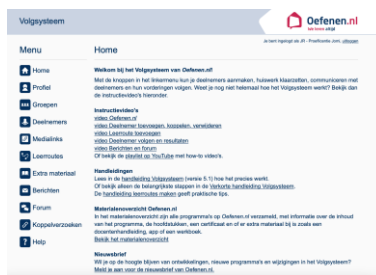 Volgsysteem
Oefenen.nl
Je bent ingelogd als JR - Proeflicentie Joni, uitloggen
Menu
Home
Home
Profiel
Groepen
Deelnemers
Medialinks
Leerroutes
Extra materiaal
Berichten
Forum
Koppelverzoeken
Help
Welkom bij het Volgsysteem van Oefenen.nl!
Met de knoppen in het linkermenu kun je deelnemers aanmaken, huiswerk klaarzetten, communiceren met
deelnemers en hun vorderingen volgen. Weet je nog niet helemaal hoe het Volgsysteem werkt? Bekijk dan
de instructievideo's hieronder.
Instructievideo's
video Oefenen.nl
video Deelnemer toevoegen, koppelen, verwijderen
video Leerroute toevoegen
video Deelnemer volgen en resultaten
video Berichten en forum
Of bekijk de playlist op YouTube met how-to video's.
Handleidingen
Lees in de handleiding Volgsysteem (versie 5.1) hoe het precies werkt.
Of bekijk alleen de belangrijkste stappen in de Verkorte handleiding Volgsysteem.
De handleiding leerroutes maken geeft praktische tips.
Materialenoverzicht Oefenen.nl
In het materialenoverzicht zijn alle programma's op Oefenen.nl verzameld, met informatie over de inhoud
van het programma, de hoofdstukken, een certificaat en of er extra materiaal bij is zoals een
docentenhandleiding, app of een werkboek.
Bekijk het materialenoverzicht
Nieuwsbrief
Wil je op de hoogte blijven van ontwikkelingen, nieuwe programma's en wijzigingen in het Volgsysteem?
Meld je aan voor de nieuwsbrief van Oefenen.nl.